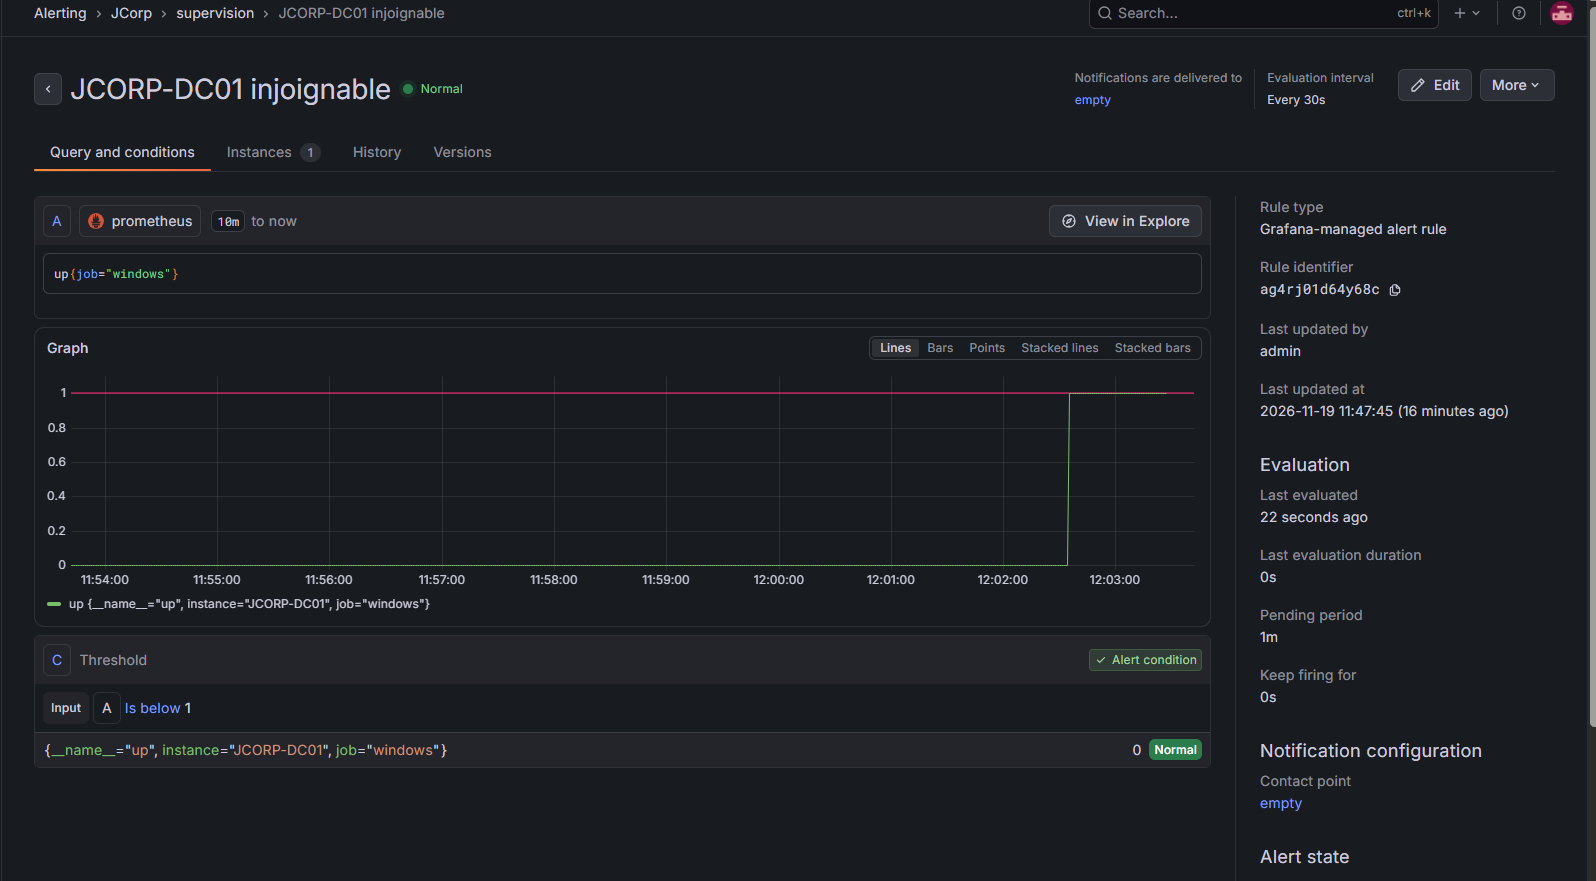 Alerting › JCorp › supervision › JCORP-DC01 injoignable
Search... ctrl+k
JCORP-DC01 injoignable Normal
Notifications are delivered to
empty
Evaluation interval
Every 30s
Edit
More
Query and conditions
Instances 1
History
Versions
A prometheus 10m to now
View in Explore
up{job="windows"}
Graph
Lines Bars Points Stacked lines Stacked bars
1
0.8
0.6
0.4
0.2
0
11:54:00 11:55:00 11:56:00 11:57:00 11:58:00 11:59:00 12:00:00 12:01:00 12:02:00 12:03:00
up {__name__="up", instance="JCORP-DC01", job="windows"}
C Threshold
Alert condition
Input A Is below 1
{__name__="up", instance="JCORP-DC01", job="windows"} 0 Normal
Rule type
Grafana-managed alert rule
Rule identifier
ag4rj01d64y68c
Last updated by
admin
Last updated at
2026-11-19 11:47:45 (16 minutes ago)
Evaluation
Last evaluated
22 seconds ago
Last evaluation duration
0s
Pending period
1m
Keep firing for
0s
Notification configuration
Contact point
empty
Alert state